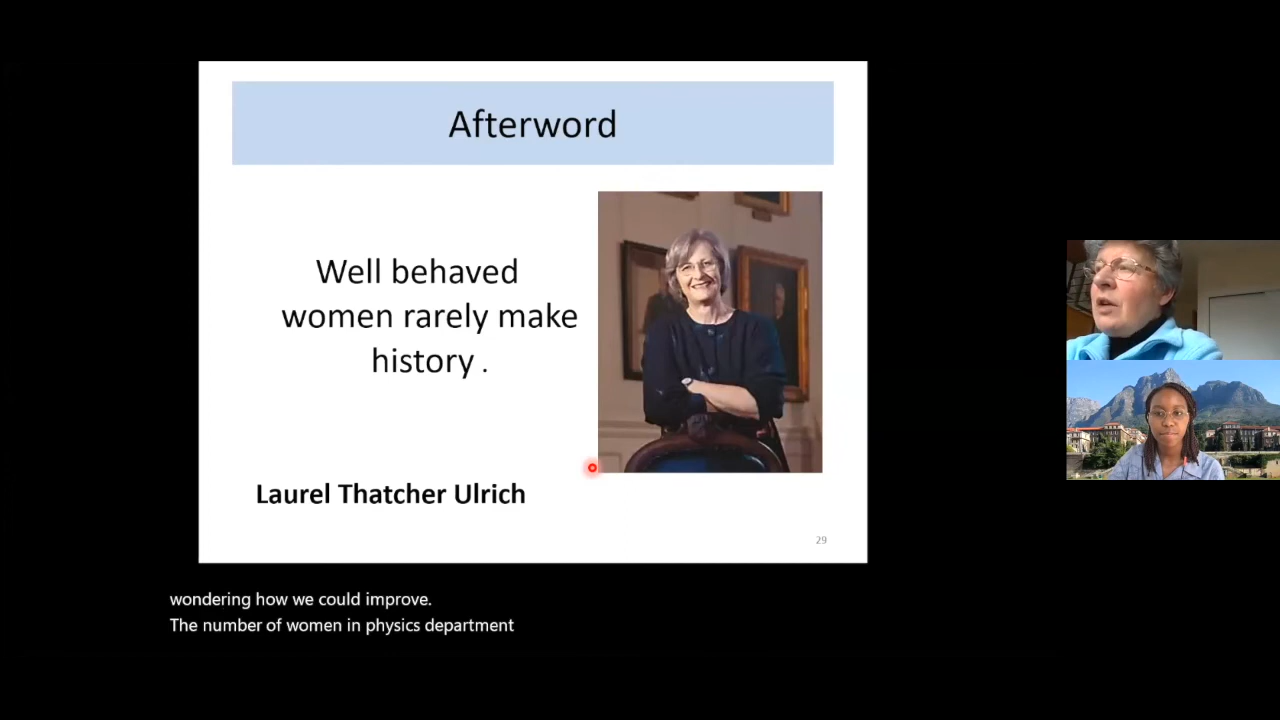 Afterword
Well behaved
women rarely make
history .
Laurel Thatcher Ulrich
29
wondering how we could improve.
The number of women in physics department